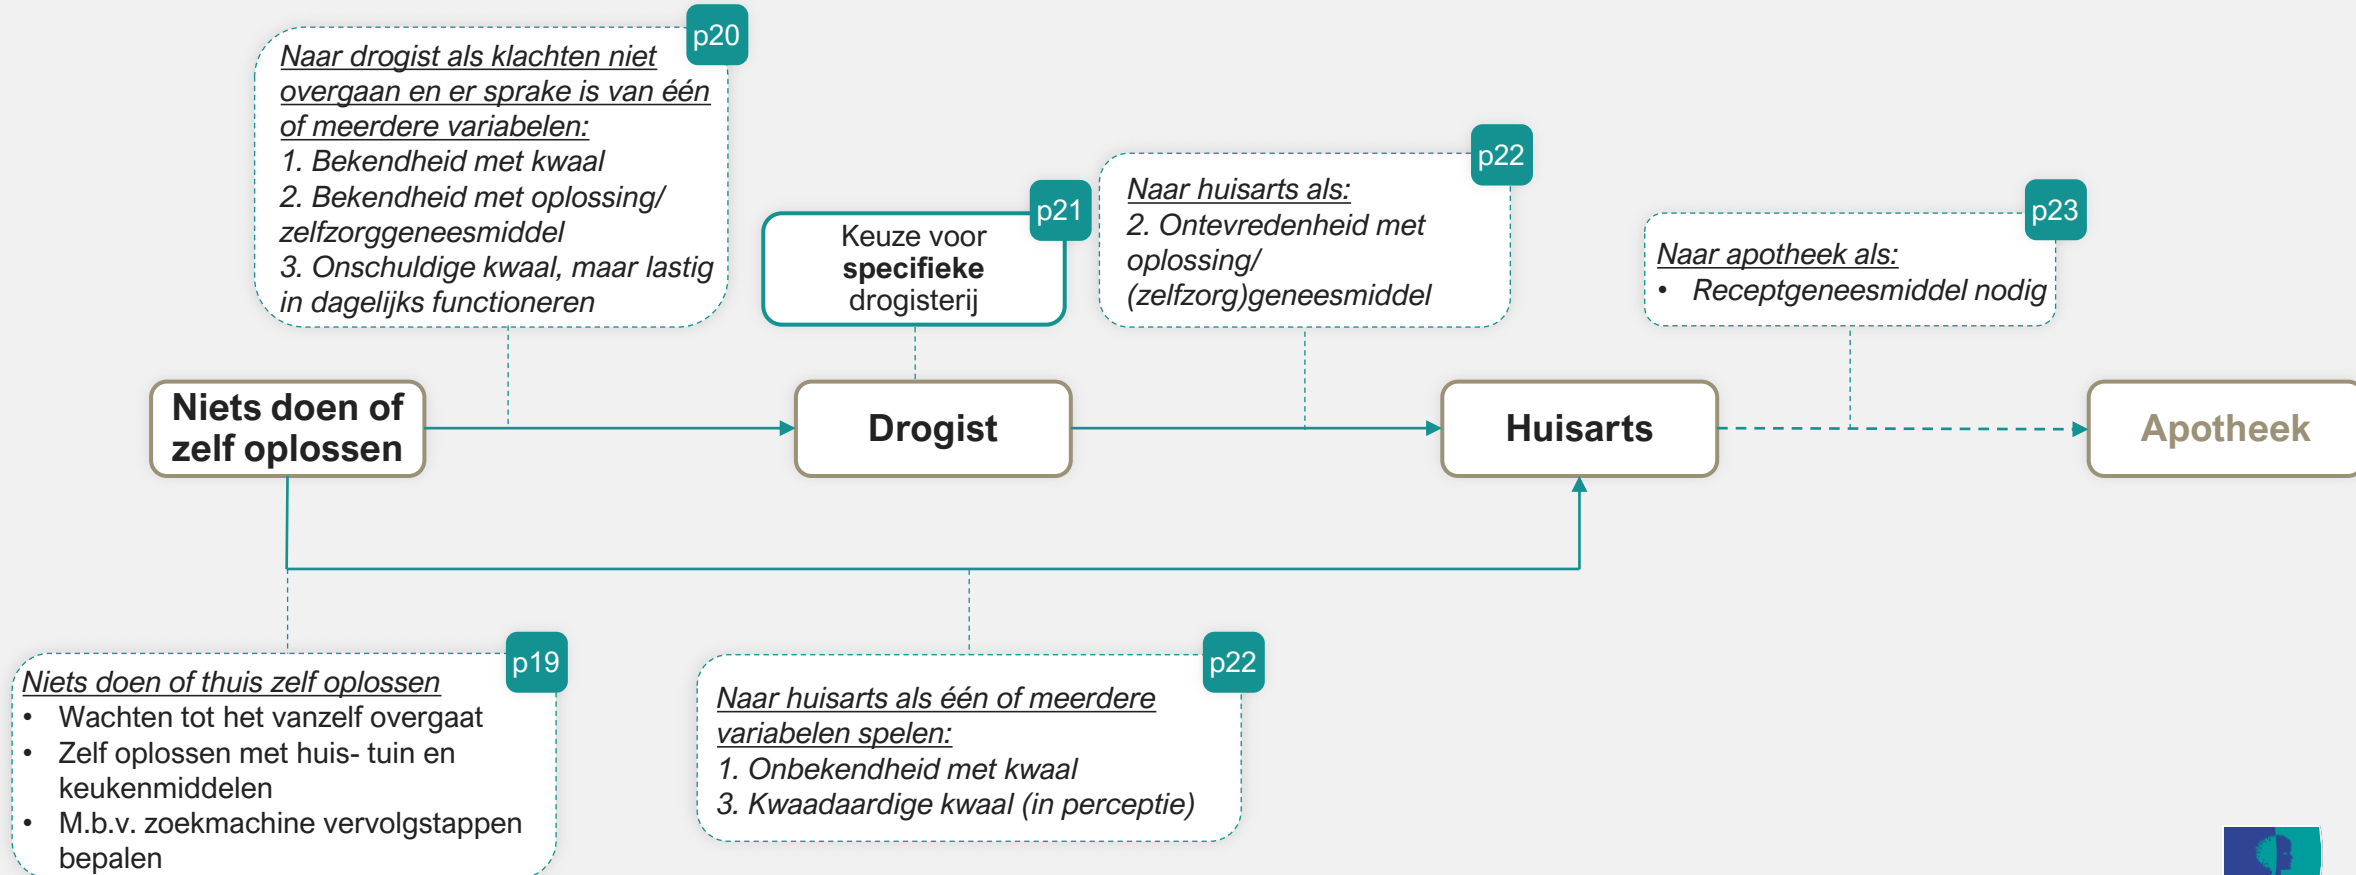 p20
Naar drogist als klachten niet
overgaan en er sprake is van één
of meerdere variabelen:
1. Bekendheid met kwaal
2. Bekendheid met oplossing/
zelfzorggeneesmiddel
3. Onschuldige kwaal, maar lastig
in dagelijks functioneren
p21
Keuze voor
specifieke
drogisterij
p22
Naar huisarts als:
2. Ontevredenheid met
oplossing/
(zelfzorg)geneesmiddel
p23
Naar apotheek als:
• Receptgeneesmiddel nodig
Niets doen of
zelf oplossen
Drogist
Huisarts
Apotheek
p19
Niets doen of thuis zelf oplossen
• Wachten tot het vanzelf overgaat
• Zelf oplossen met huis- tuin en
keukenmiddelen
• M.b.v. zoekmachine vervolgstappen
bepalen
p22
Naar huisarts als één of meerdere
variabelen spelen:
1. Onbekendheid met kwaal
3. Kwaadaardige kwaal (in perceptie)